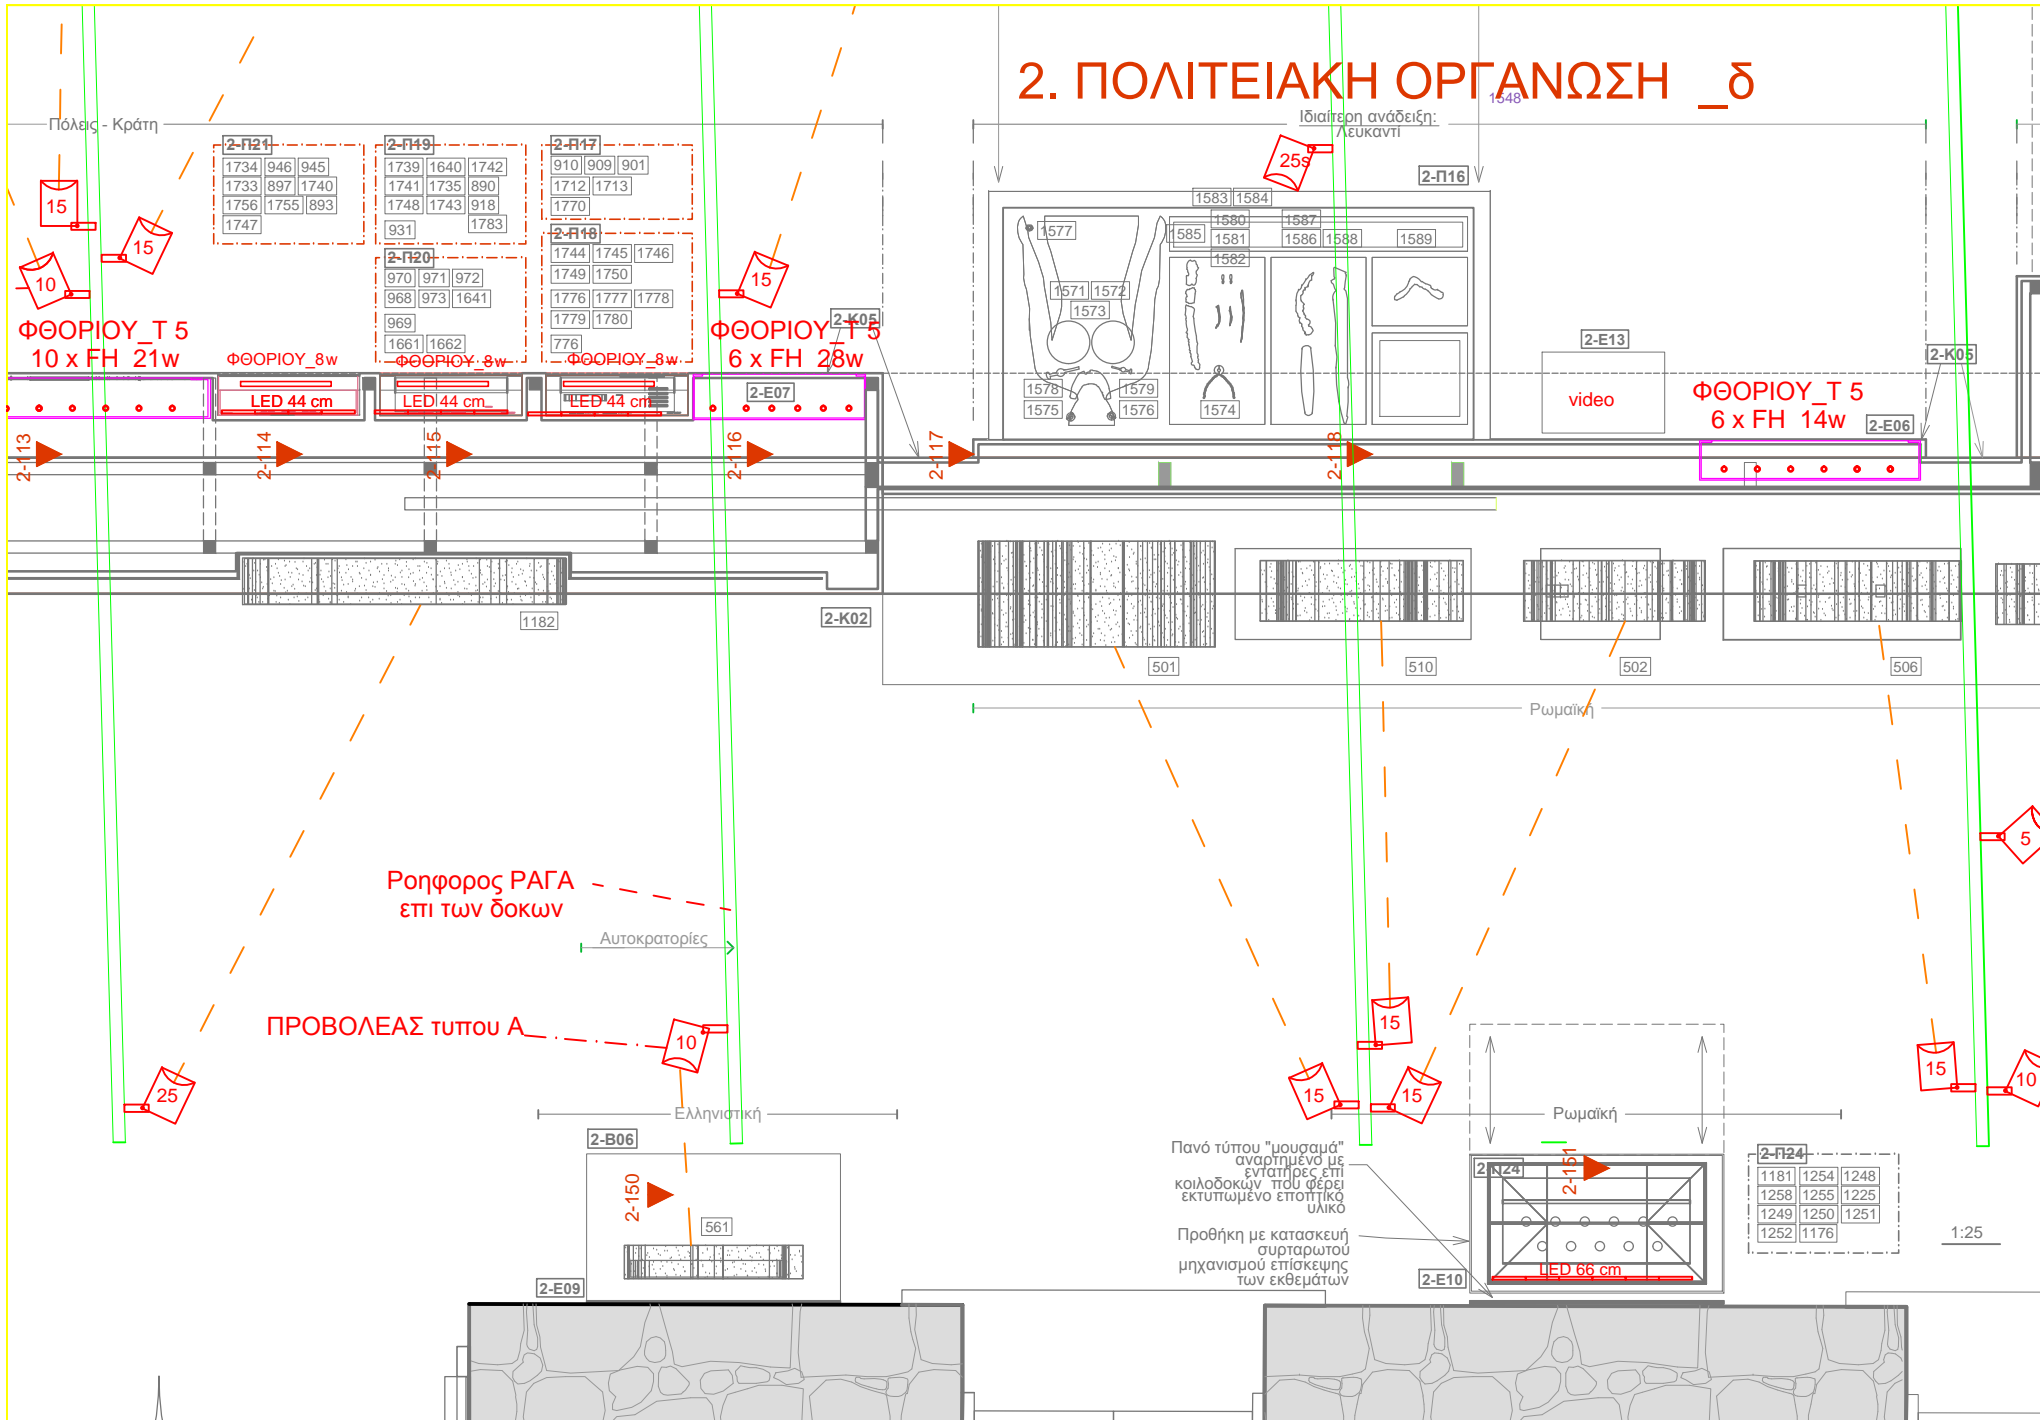 2. ΠΟΛΙΤΕΙΑΚΗ ΟΡΓΑΝΩΣΗ _δ
1548
Πόλεις - Κράτη
Ιδιαίτερη ανάδειξη:
Λευκαντί
2-Π21
1734 946 945
1733 897 1740
1756 1755 893
1747
2-Π19
1739 1640 1742
1741 1735 890
1748 1743 918
931 1783
2-Π17
910 909 901
1712 1713
1770
2-Π20
970 971 972
968 973 1641
969
1661 1662
2-Π18
1744 1745 1746
1749 1750
1776 1777 1778
1779 1780
776
15
15
10
15
25s
2-Π16
1583 1584
1577
1585
1580
1581
1582
1587
1586 1588
1589
1571 1572
1573
1578
1575
1579
1576
1574
ΦΘΟΡΙΟΥ_Τ 5
10 x FH 21w
ΦΘΟΡΙΟΥ_8w
ΦΘΟΡΙΟΥ_8w
ΦΘΟΡΙΟΥ_8w
ΦΘΟΡΙΟΥ_Τ 5
6 x FH 28w
2-Κ05
LED 44 cm
LED 44 cm
LED 44 cm
2-Ε07
2-Ε13
video
2-Κ05
ΦΘΟΡΙΟΥ_Τ 5
6 x FH 14w
2-Ε06
2-113
2-114
2-115
2-116
2-117
2-118
1182
2-Κ02
501
510
502
506
Ρωμαϊκή
5
Ροηφορος ΡΑΓΑ
επι των δοκων
Αυτοκρατορίες
ΠΡΟΒΟΛΕΑΣ τυπου Α
10
25
15
15
15
15
10
Ελληνιστική
Ρωμαϊκή
2-Β06
2-150
561
2-Ε09
Πανό τύπου "μουσαμά"
αναρτημένο με
εντατήρες επί
κοιλοδοκών που φέρει
εκτυπωμένο εποπτικό
υλικό
Προθήκη με κατασκευή
συρταρωτού
μηχανισμού επίσκεψης
των εκθεμάτων
2-Π24
2-151
LED 66 cm
2-Ε10
2-Π24
1181 1254 1248
1258 1255 1225
1249 1250 1251
1252 1176
1:25